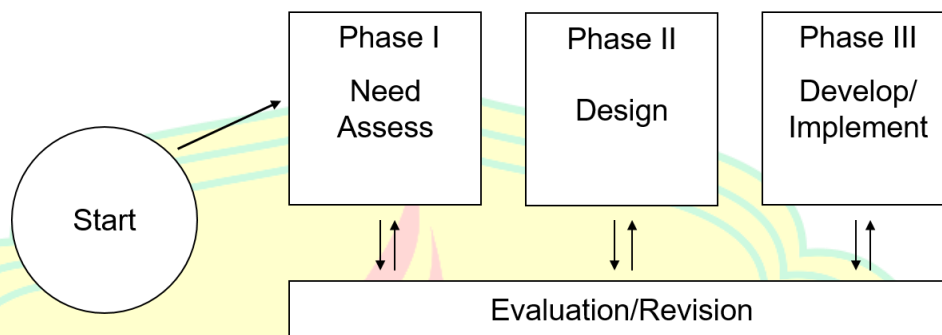 Start
Phase I
Need
Assess
Phase II
Design
Phase III
Develop/
Implement
Evaluation/Revision